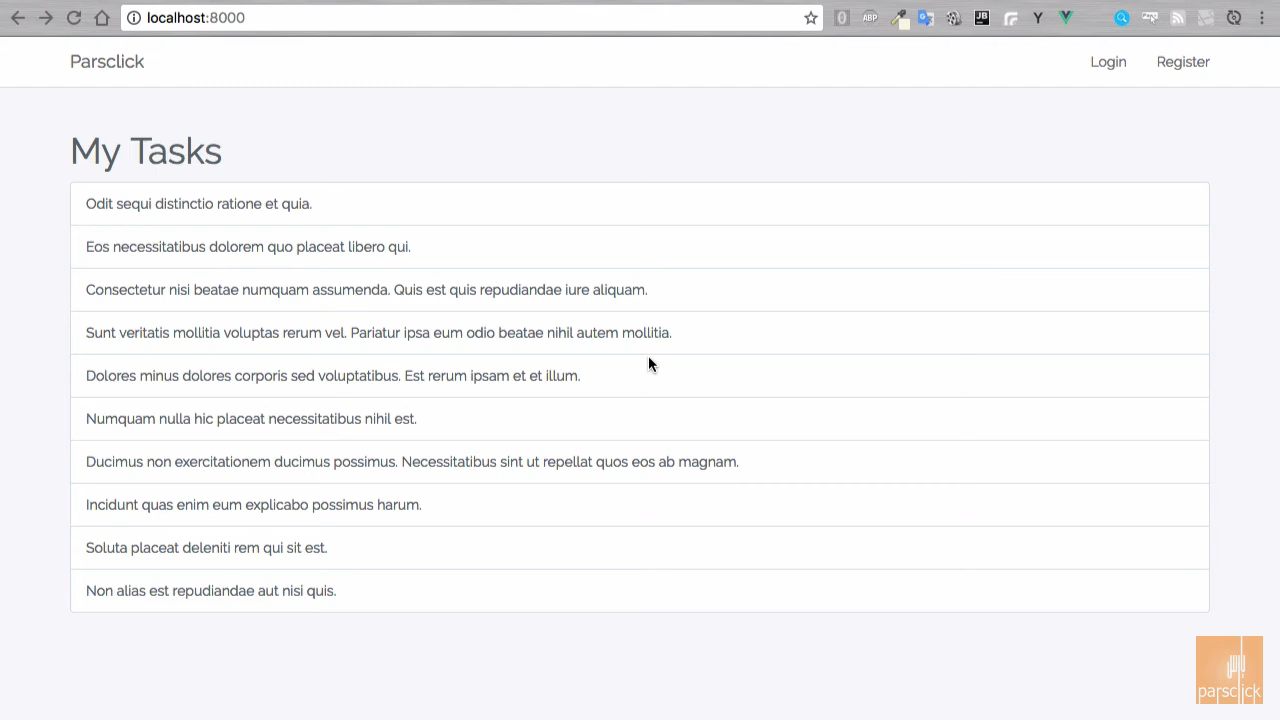 localhost:8000
ABP
JB
Y
Parsclick
Login
Register
My Tasks
Odit sequi distinctio ratione et quia.
Eos necessitatibus dolorem quo placeat libero qui.
Consectetur nisi beatae numquam assumenda. Quis est quis repudiandae iure aliquam.
Sunt veritatis mollitia voluptas rerum vel. Pariatur ipsa eum odio beatae nihil autem mollitia.
Dolores minus dolores corporis sed voluptatibus. Est rerum ipsam et et illum.
Numquam nulla hic placeat necessitatibus nihil est.
Ducimus non exercitationem ducimus possimus. Necessitatibus sint ut repellat quos eos ab magnam.
Incidunt quas enim eum explicabo possimus harum.
Soluta placeat deleniti rem qui sit est.
Non alias est repudiandae aut nisi quis.
parsclick